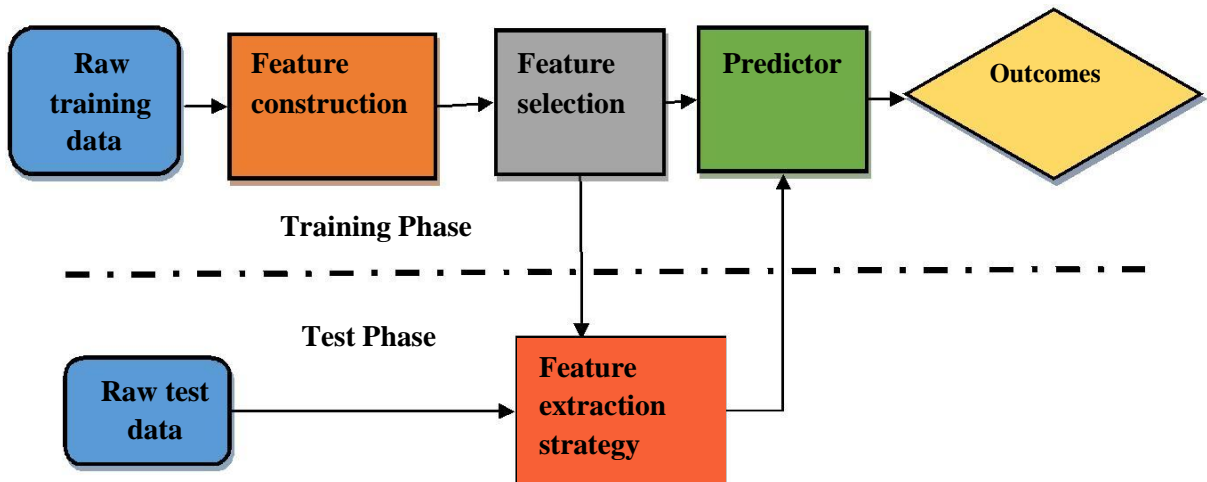 Raw
training
data
Feature
construction
Feature
selection
Predictor
Outcomes
Training Phase
Test Phase
Raw test
data
Feature
extraction
strategy